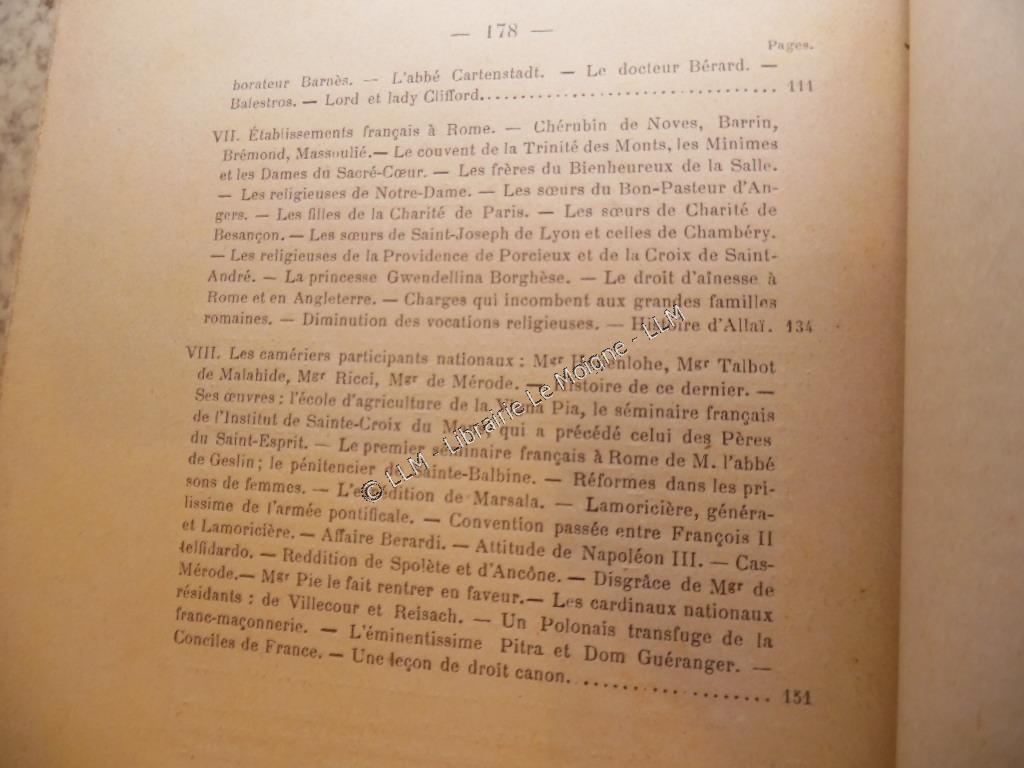 — 178 —
Pages.
borateur Barnès. — L'abbé Cartenstadt. — Le docteur Bérard. —
Balestros. — Lord et lady Clifford.................................. 111
VII. Établissements français à Rome. — Chérubin de Noves, Barrin,
Brémond, Massoulié.— Le couvent de la Trinité des Monts, les Minimes
et les Dames du Sacré-Cœur. — Les frères du Bienheureux de la Salle.
— Les religieuses de Notre-Dame. — Les sœurs du Bon-Pasteur d'An-
gers. — Les filles de la Charité de Paris. — Les sœurs de Charité de
Besançon. — Les sœurs de Saint-Joseph de Lyon et celles de Chambéry.
— Les religieuses de la Providence de Porcieux et de la Croix de Saint-
André. — La princesse Gwendellina Borghèse. — Le droit d'aînesse à
Rome et en Angleterre. — Charges qui incombent aux grandes familles
romaines. — Diminution des vocations religieuses. — Histoire d'Allaï. 134
VIII. Les camériers participants nationaux : Mgr Hohenlohe, Mgr Talbot
de Malahide, Mgr Ricci, Mgr de Mérode. — Histoire de ce dernier. —
Ses œuvres : l'école d'agriculture de la Pia, le séminaire français
de l'Institut de Sainte-Croix du Mans, qui a précédé celui des Pères
du Saint-Esprit. — Le premier séminaire français à Rome de M. l'abbé
de Geslin ; le pénitencier de Sainte-Balbine. — Réformes dans les pri-
sons de femmes. — L'expédition de Marsala. — Lamoricière, généra-
lissime de l'armée pontificale. — Convention passée entre François II
et Lamoricière. — Affaire Berardi. — Attitude de Napoléon III. — Cas-
telfidardo. — Reddition de Spolète et d'Ancône. — Disgrâce de Mgr de
Mérode.— Mgr Pie le fait rentrer en faveur.— Les cardinaux nationaux
résidants : de Villecour et Reisach. — Un Polonais transfuge de la
franc-maçonnerie. — L'éminentissime Pitra et Dom Guéranger. —
Conciles de France. — Une leçon de droit canon................... 151
© LLM - Librairie Le Moigne - LLM